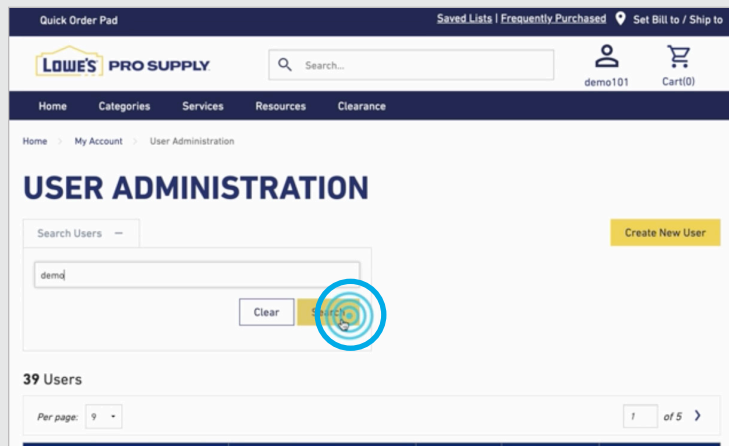 Quick Order Pad
Saved Lists | Frequently Purchased Set Bill to / Ship to
LOWE'S PRO SUPPLY
Search...
demo101
Cart(0)
Home Categories Services Resources Clearance
Home > My Account > User Administration
USER ADMINISTRATION
Search Users −
Create New User
demo
Clear
Search
39 Users
Per page: 9
1 of 5 >